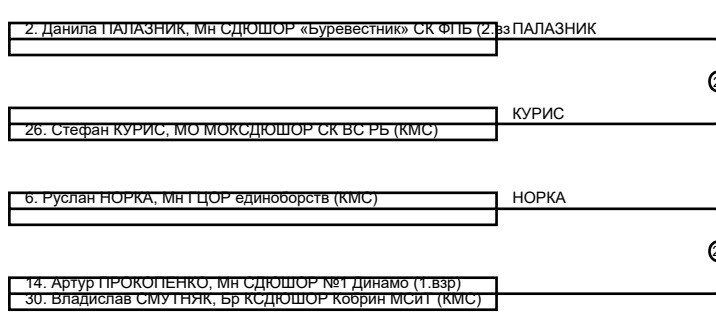 2. Данила ПАЛАЗНИК, Мн СДЮШОР «Буревестник» СК ФПБ (2.вз ПАЛАЗНИК
КУРИС
26. Стефан КУРИС, МО МОКСДЮШОР СК ВС РБ (КМС)
6. Руслан НОРКА, Мн ГЦОР единоборств (КМС) НОРКА
14. Артур ПРОКОПЕНКО, Мн СДЮШОР №1 Динамо (1.взр)
30. Владислав СМУТНЯК, Бр КСДЮШОР Кобрин МСиТ (КМС)